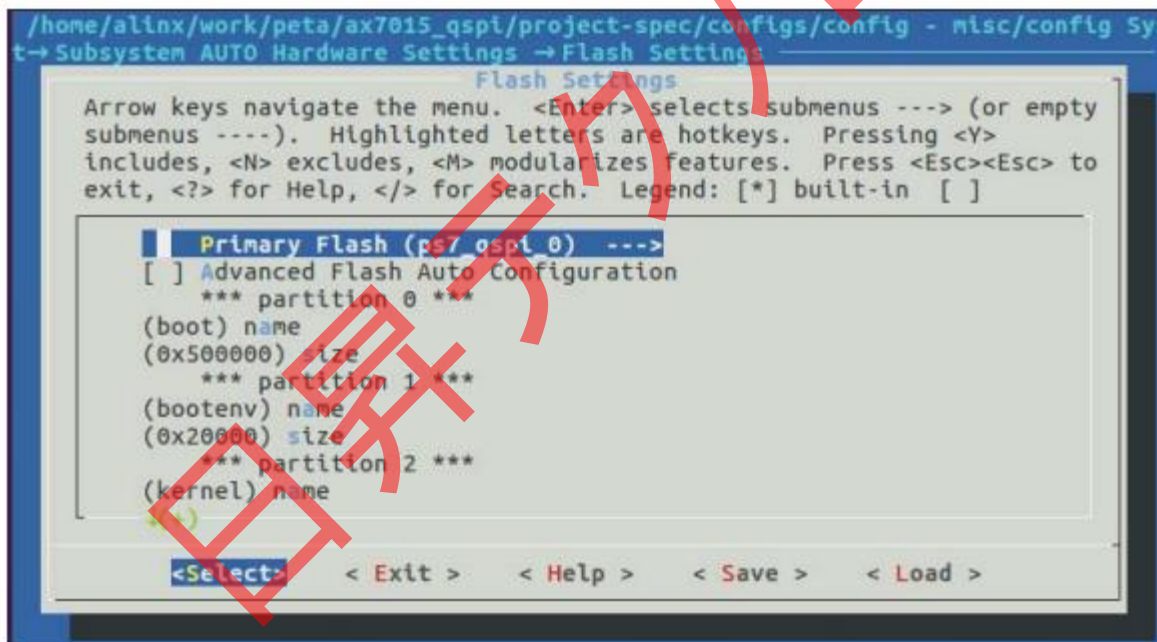 /home/alinx/work/peta/ax7015_qspi/project-spec/configs/config - misc/config Sy
t→ Subsystem AUTO Hardware Settings → Flash Settings
Flash Settings
Arrow keys navigate the menu.  <Enter> selects submenus ---> (or empty
submenus ----).  Highlighted letters are hotkeys.  Pressing <Y>
includes, <N> excludes, <M> modularizes features.  Press <Esc><Esc> to
exit, <?> for Help, </> for Search.  Legend: [*] built-in  [ ]
Primary Flash (ps7_qspi_0)  --->
[ ] Advanced Flash Auto Configuration
*** partition 0 ***
(boot) name
(0x500000) size
*** partition 1 ***
(bootenv) name
(0x20000) size
*** partition 2 ***
(kernel) name
↓(+)
<Select>    < Exit >    < Help >    < Save >    < Load >
日昇テク